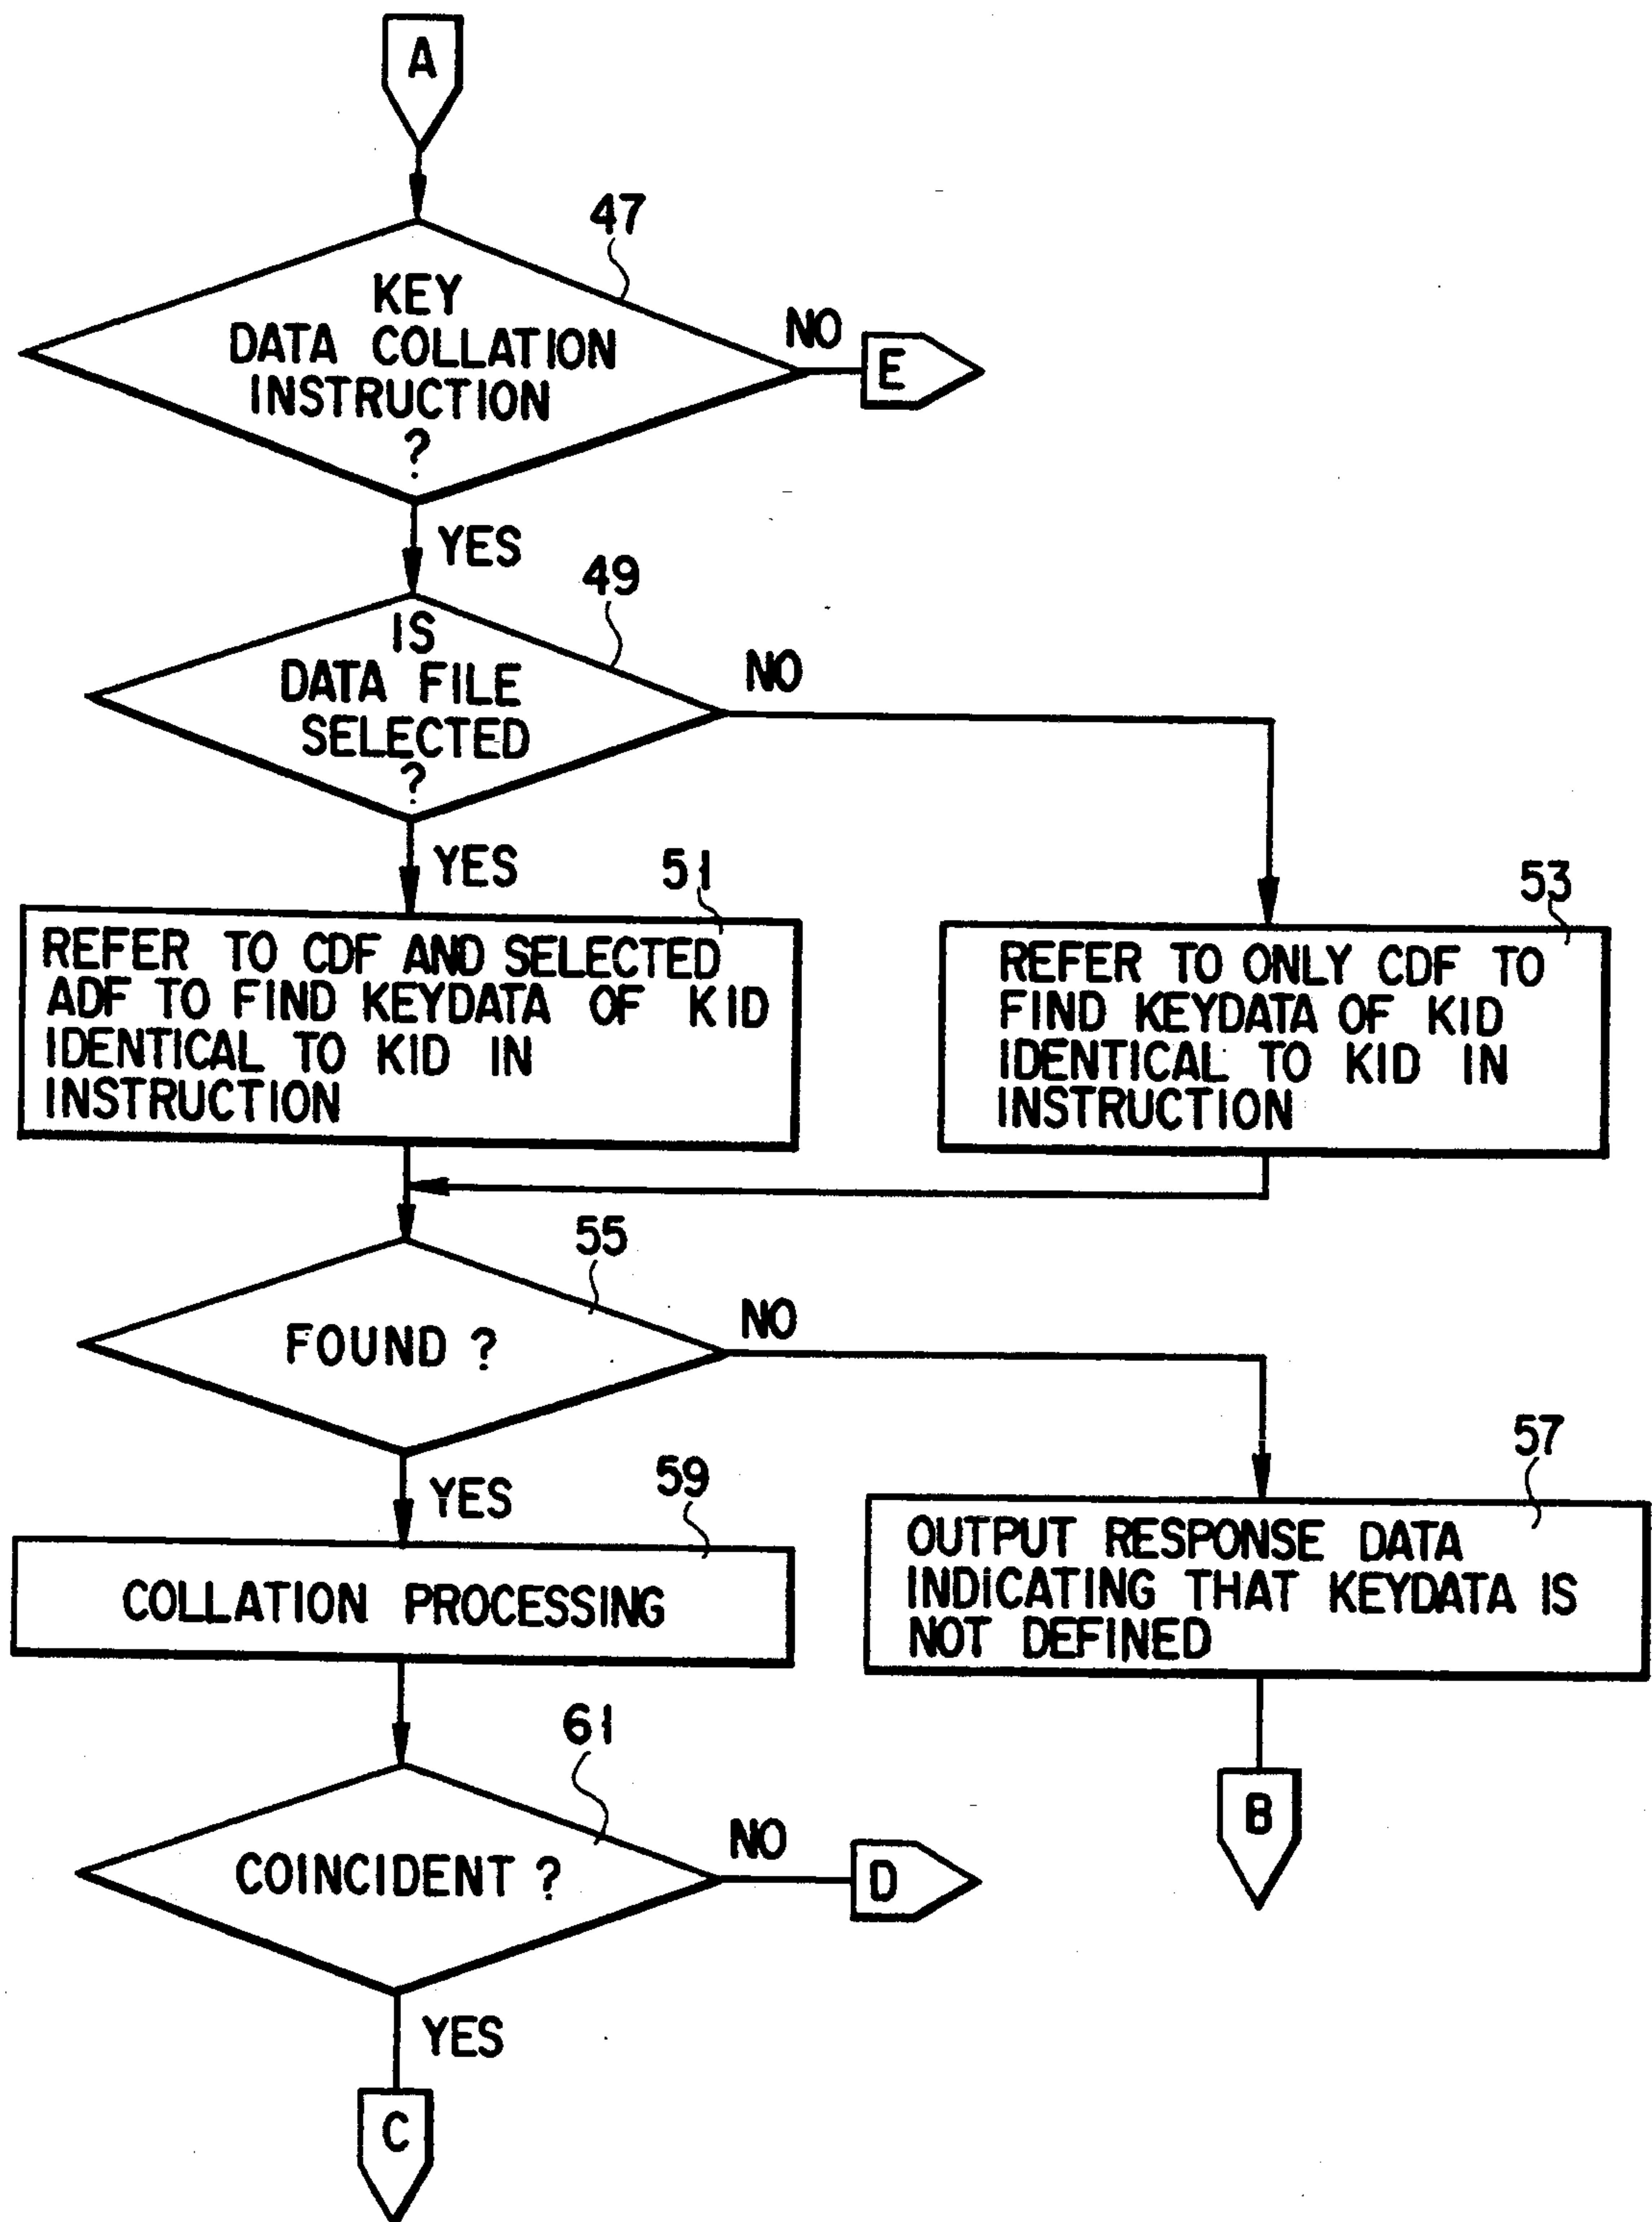 A
47
KEY
DATA COLLATION
INSTRUCTION
?
NO
E
YES
49
IS
DATA FILE
SELECTED
?
NO
YES
51
REFER TO CDF AND SELECTED
ADF TO FIND KEYDATA OF KID
IDENTICAL TO KID IN
INSTRUCTION
53
REFER TO ONLY CDF TO
FIND KEYDATA OF KID
IDENTICAL TO KID IN
INSTRUCTION
55
FOUND ?
NO
YES
57
OUTPUT RESPONSE DATA
INDICATING THAT KEYDATA IS
NOT DEFINED
B
59
COLLATION PROCESSING
61
COINCIDENT ?
NO
D
YES
C